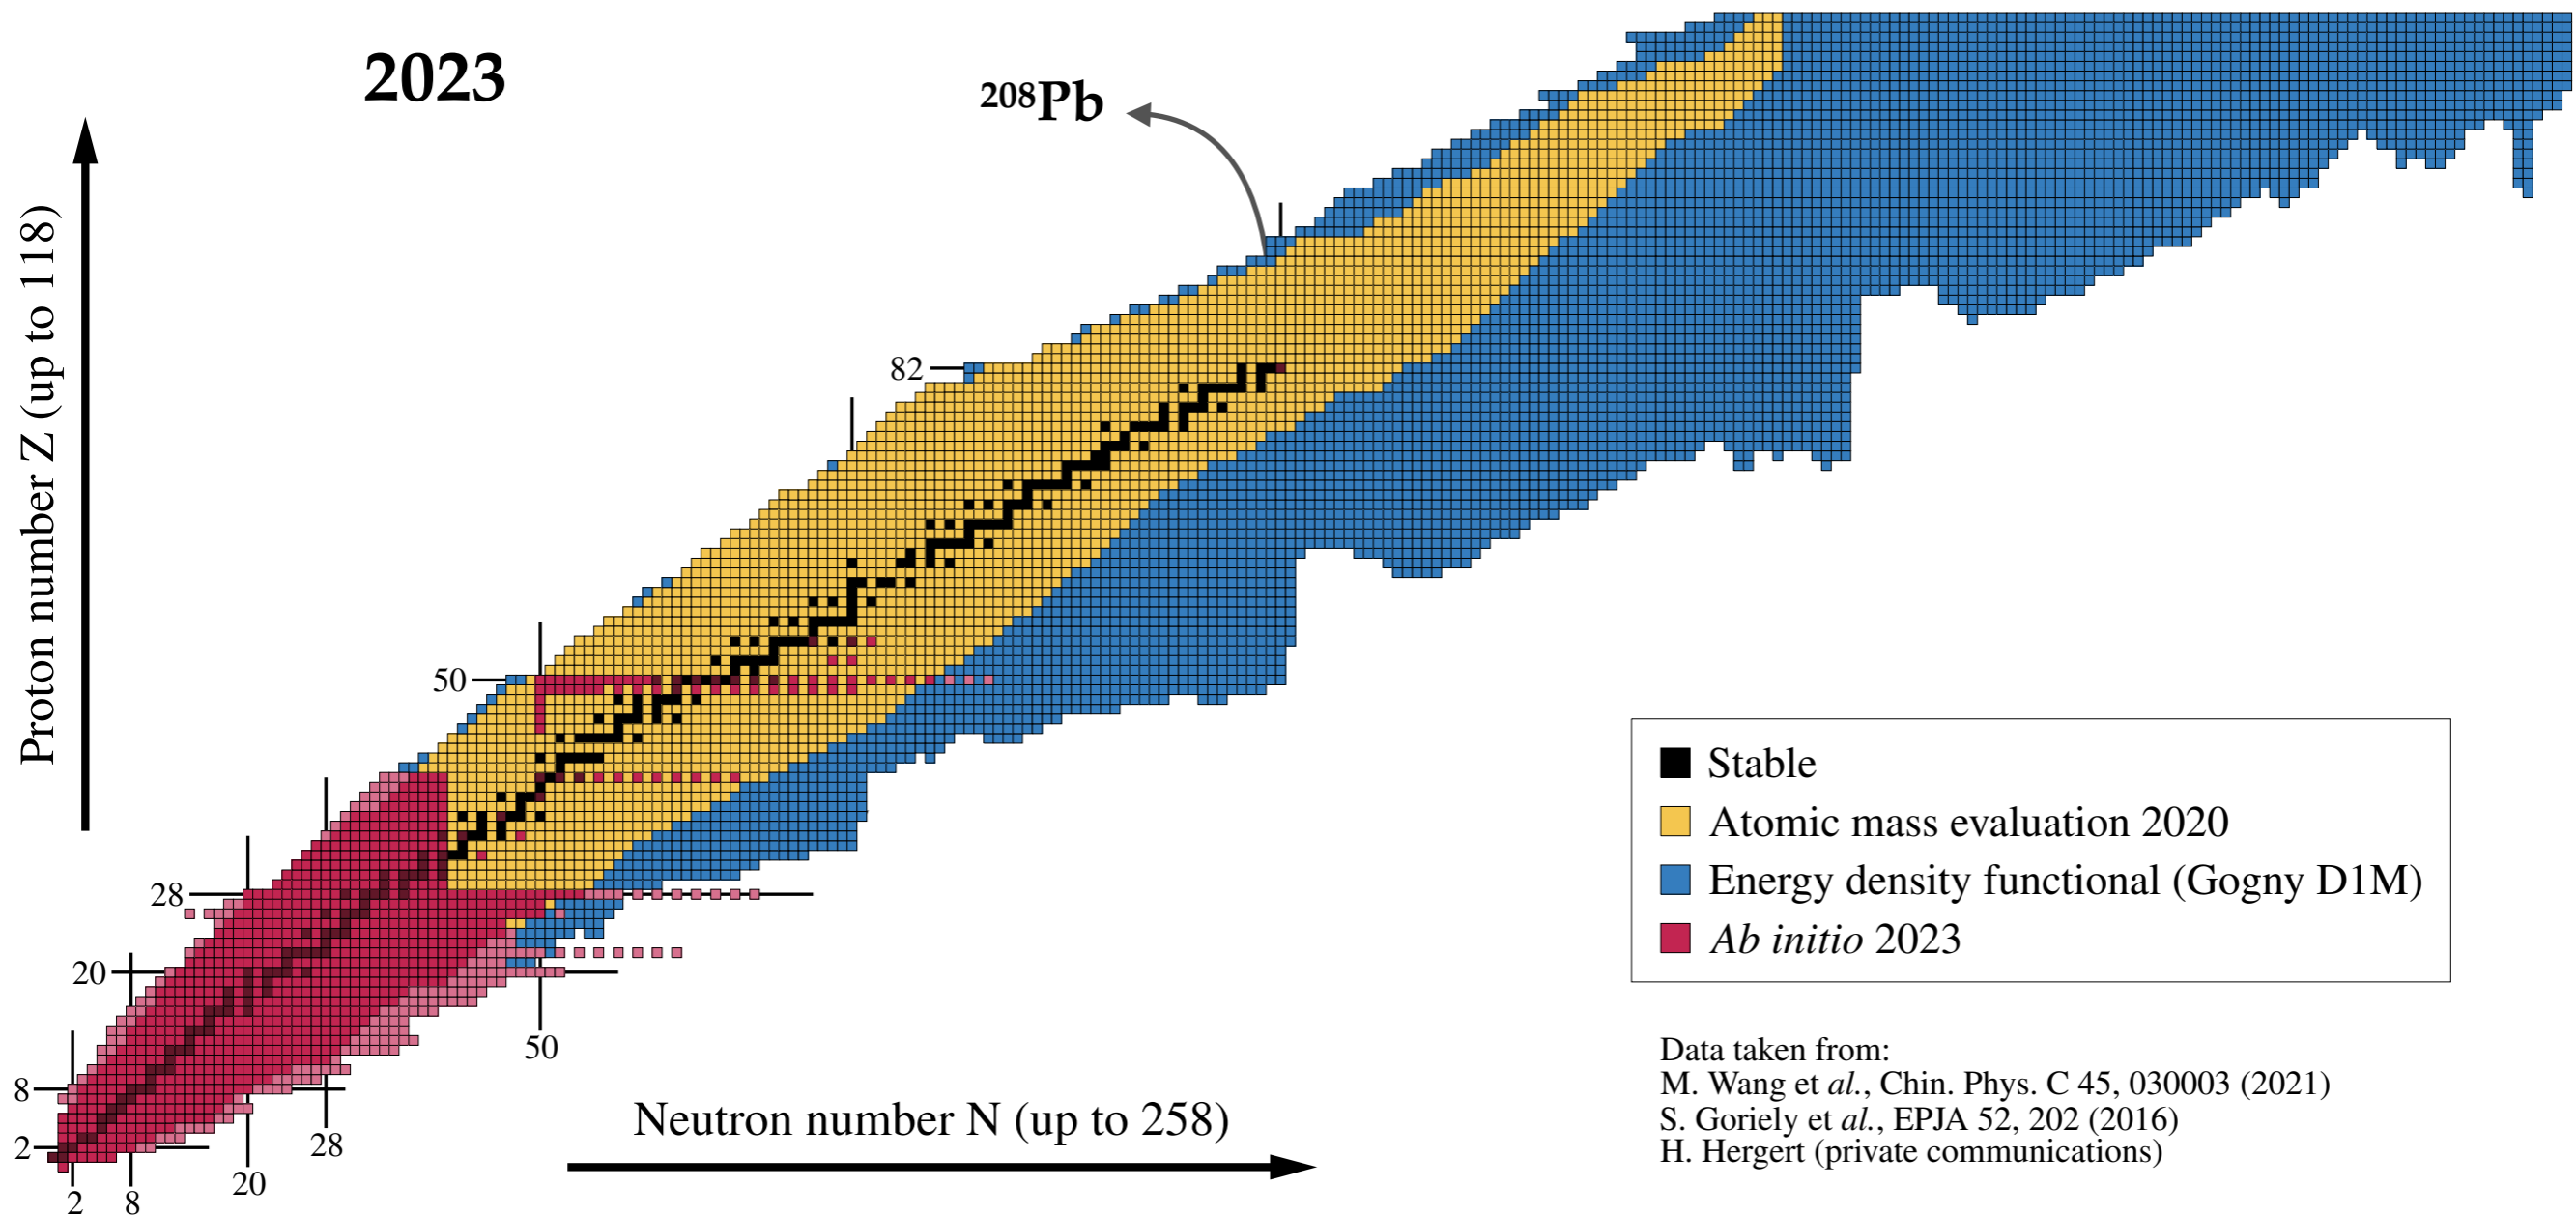 2023
²⁰⁸Pb
Proton number Z (up to 118)
82
50
28
20
8
2
2
8
20
28
50
Neutron number N (up to 258)
Stable
Atomic mass evaluation 2020
Energy density functional (Gogny D1M)
Ab initio 2023
Data taken from:
M. Wang et al., Chin. Phys. C 45, 030003 (2021)
S. Goriely et al., EPJA 52, 202 (2016)
H. Hergert (private communications)